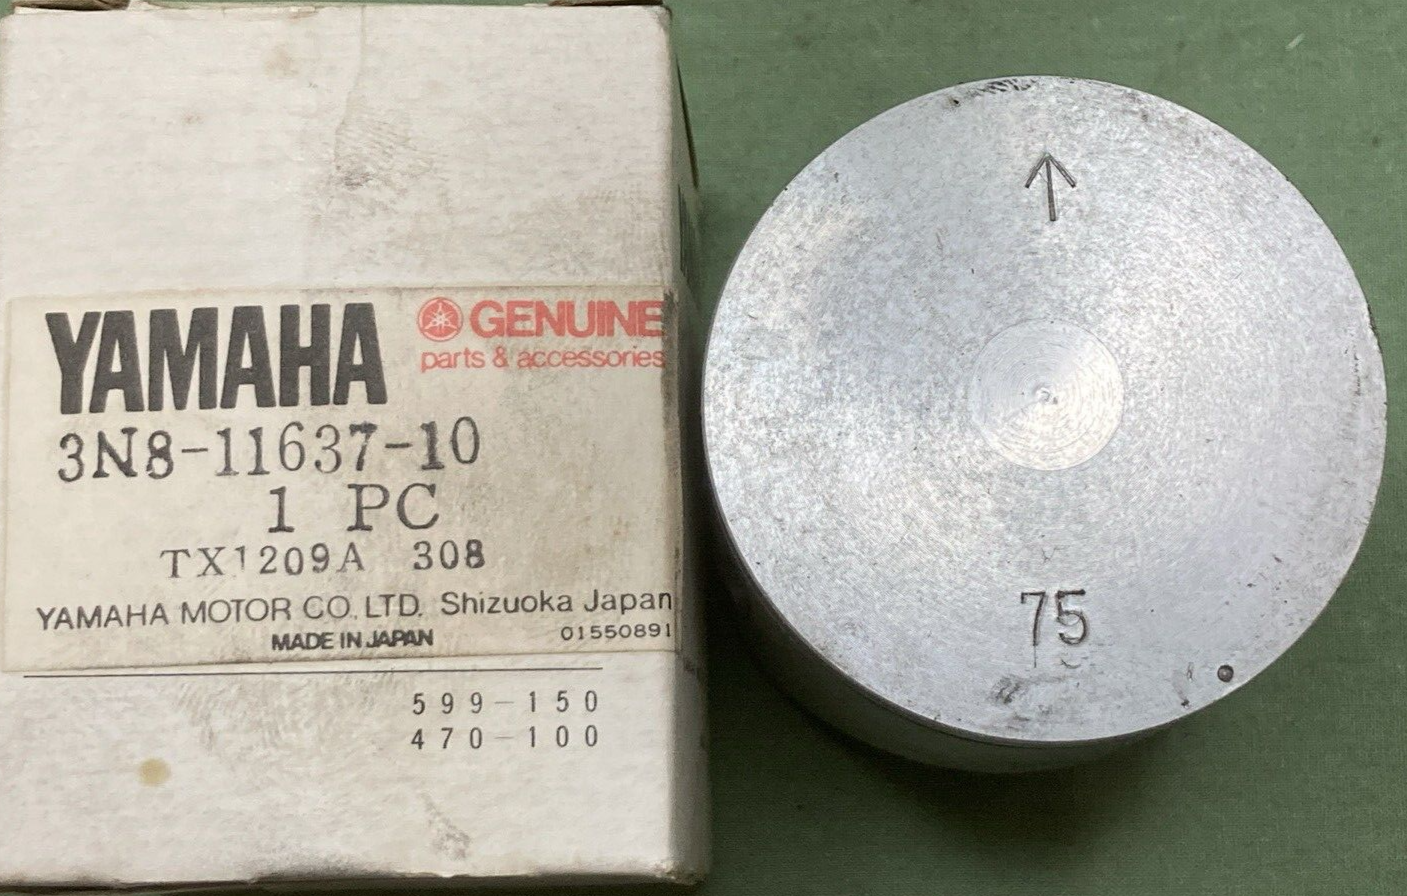 YAMAHA
GENUINE
parts & accessories
3N8-11637-10
1 PC
TX1209A 308
YAMAHA MOTOR CO.,LTD. Shizuoka Japan
MADE IN JAPAN
01550891
599-150
470-100
75